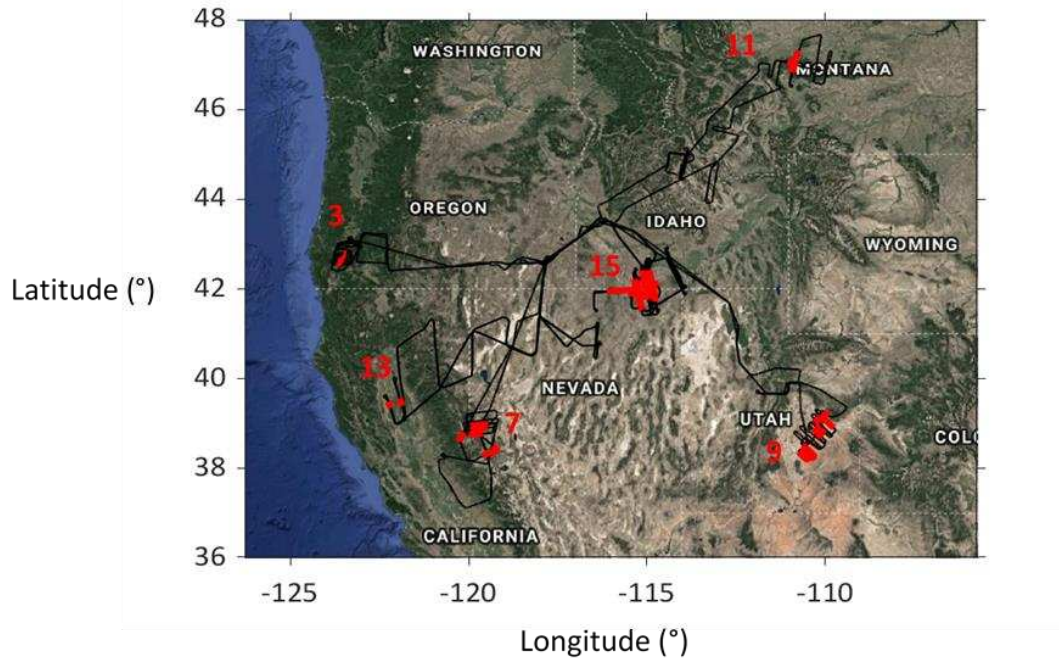 48
46
44
42
40
38
36
Latitude (°)
-125
-120
-115
-110
Longitude (°)
WASHINGTON
11
MONTANA
3
OREGON
IDAHO
WYOMING
15
13
NEVADA
7
UTAH
COLO
9
CALIFORNIA